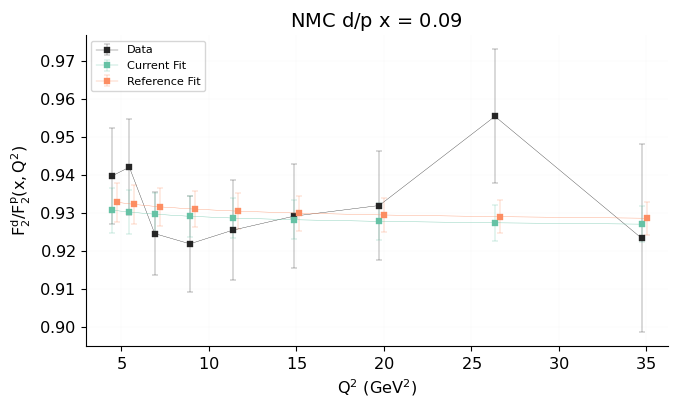 NMC d/p x = 0.09
Data
Current Fit
Reference Fit
F₂ᵈ/F₂ᵖ(x, Q²)
0.97
0.96
0.95
0.94
0.93
0.92
0.91
0.90
5
10
15
20
25
30
35
Q² (GeV²)